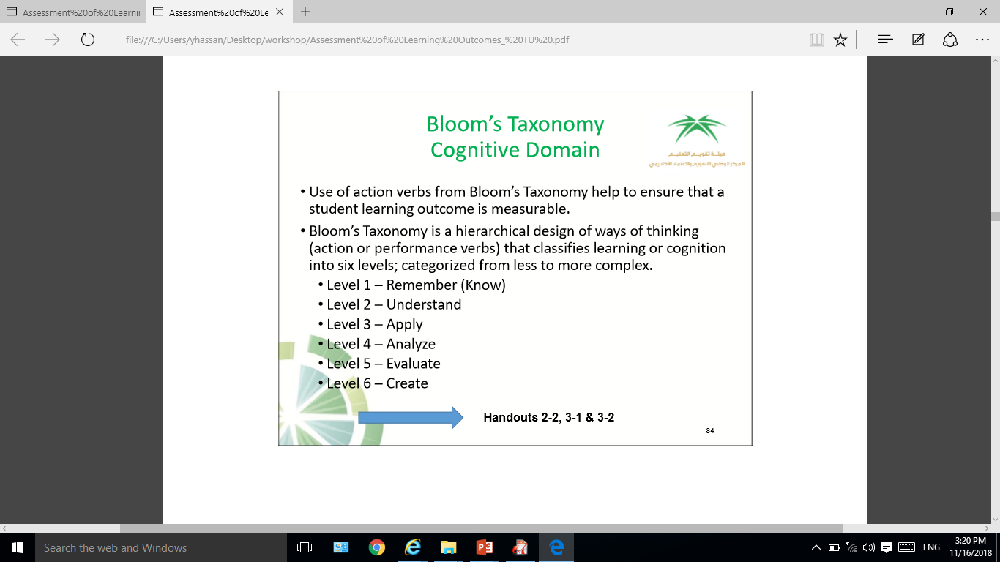 Assessment%20of%20Learnin
Assessment%20of%20Le
file:///C:/Users/yhassan/Desktop/workshop/Assessment%20of%20Learning%20Outcomes_%20TU%20.pdf
Bloom’s Taxonomy
Cognitive Domain
هيئة تقويم التعليم
المركز الوطني للتقويم والاعتماد الأكاديمي
• Use of action verbs from Bloom’s Taxonomy help to ensure that a
student learning outcome is measurable.
• Bloom’s Taxonomy is a hierarchical design of ways of thinking
(action or performance verbs) that classifies learning or cognition
into six levels; categorized from less to more complex.
• Level 1 – Remember (Know)
• Level 2 – Understand
• Level 3 – Apply
• Level 4 – Analyze
• Level 5 – Evaluate
• Level 6 – Create
Handouts 2-2, 3-1 & 3-2
84
Search the web and Windows
ENG
3:20 PM
11/16/2018